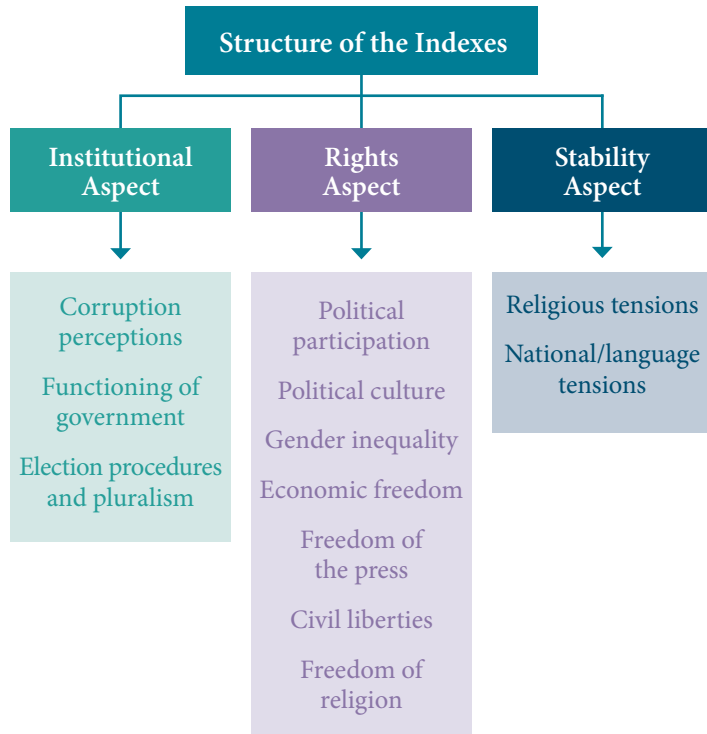 Structure of the Indexes
Institutional
Aspect
Corruption
perceptions
Functioning of
government
Election procedures
and pluralism
Rights
Aspect
Political
participation
Political culture
Gender inequality
Economic freedom
Freedom of
the press
Civil liberties
Freedom of
religion
Stability
Aspect
Religious tensions
National/language
tensions